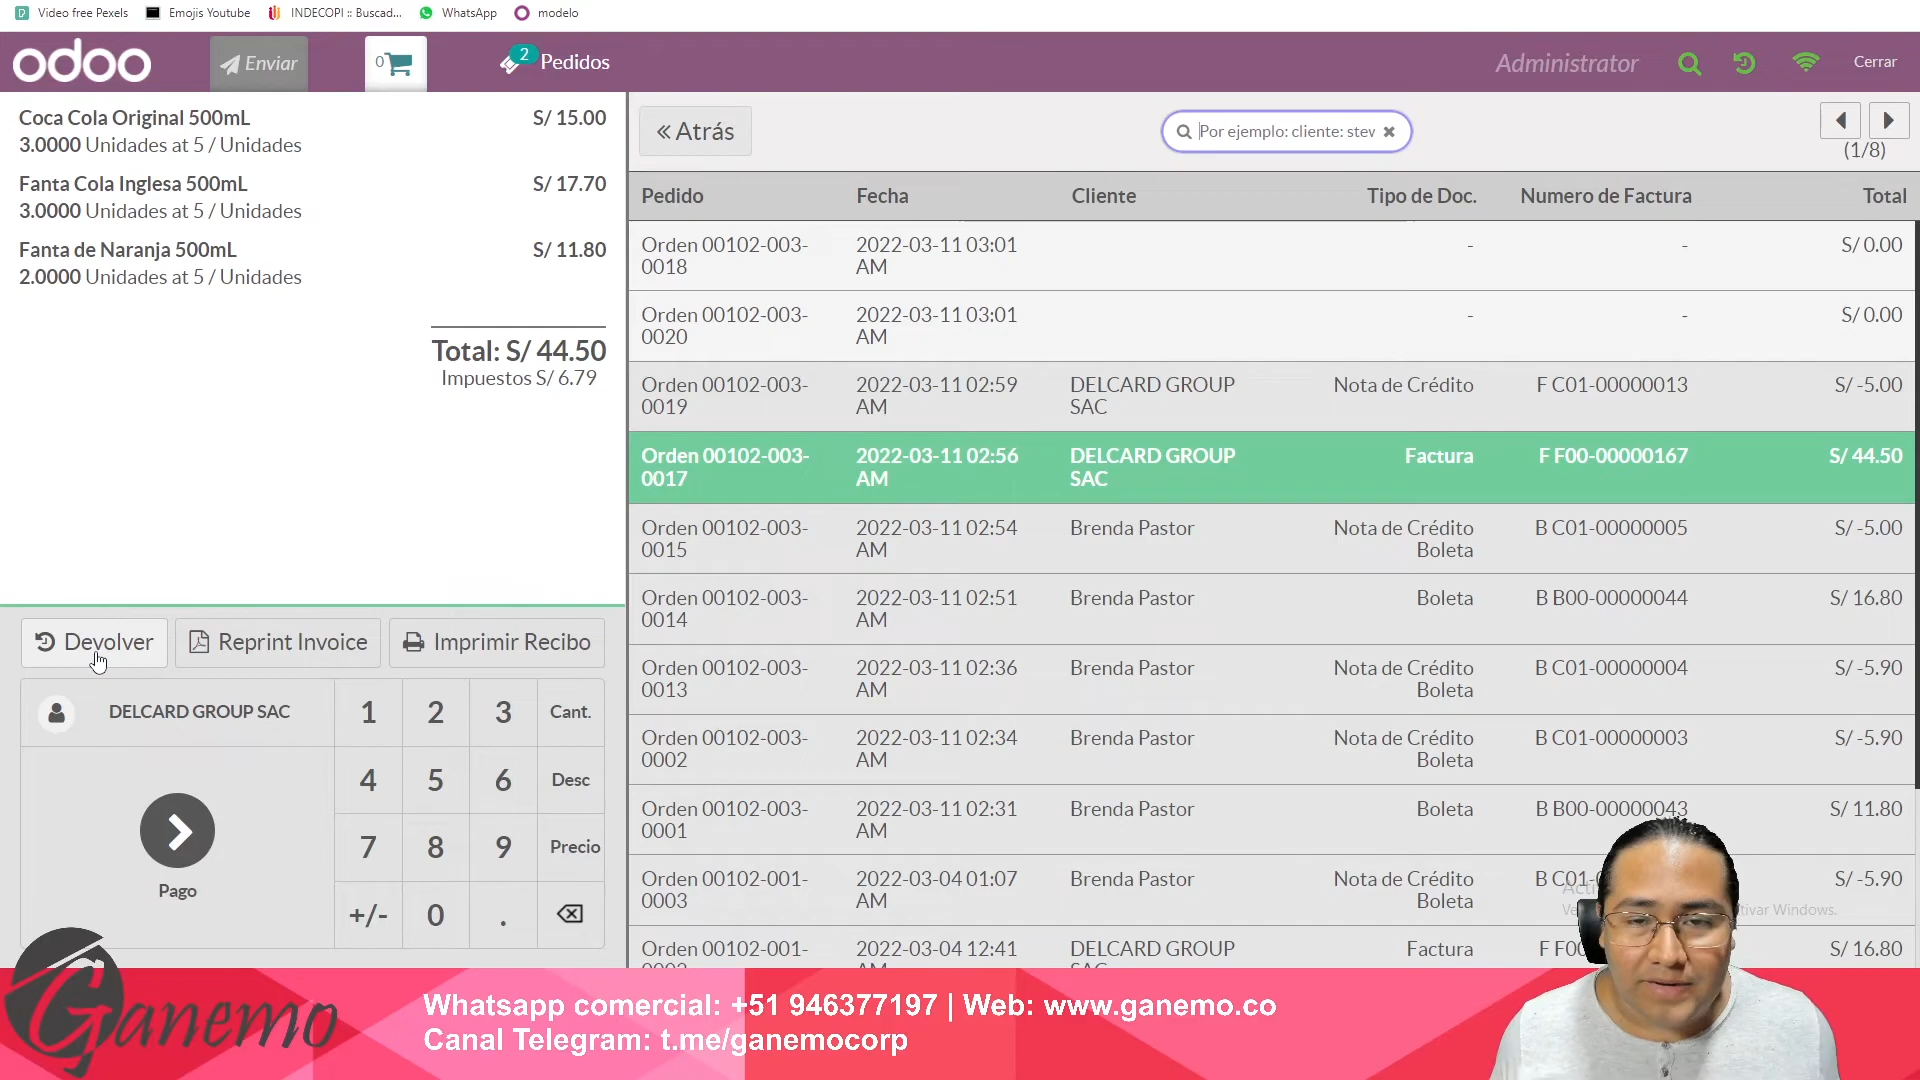 Video free Pexels
Emojis Youtube
INDECOPI :: Buscad...
WhatsApp
modelo
odoo
Enviar
0
2
Pedidos
Administrator
Cerrar
Coca Cola Original 500mL S/ 15.00
3.0000 Unidades at 5 / Unidades
Fanta Cola Inglesa 500mL S/ 17.70
3.0000 Unidades at 5 / Unidades
Fanta de Naranja 500mL S/ 11.80
2.0000 Unidades at 5 / Unidades
Total: S/ 44.50
Impuestos S/ 6.79
Devolver
Reprint Invoice
Imprimir Recibo
DELCARD GROUP SAC
1 2 3 Cant.
4 5 6 Desc
7 8 9 Precio
+/- 0 .
Pago
Atrás
Por ejemplo: cliente: stev
(1/8)
Pedido Fecha Cliente Tipo de Doc. Numero de Factura Total
Orden 00102-003- 2022-03-11 03:01 - - S/ 0.00
0018 AM
Orden 00102-003- 2022-03-11 03:01 - - S/ 0.00
0020 AM
Orden 00102-003- 2022-03-11 02:59 DELCARD GROUP Nota de Crédito F C01-00000013 S/ -5.00
0019 AM SAC
Orden 00102-003- 2022-03-11 02:56 DELCARD GROUP Factura F F00-00000167 S/ 44.50
0017 AM SAC
Orden 00102-003- 2022-03-11 02:54 Brenda Pastor Nota de Crédito B C01-00000005 S/ -5.00
0015 AM Boleta
Orden 00102-003- 2022-03-11 02:51 Brenda Pastor Boleta B B00-00000044 S/ 16.80
0014 AM
Orden 00102-003- 2022-03-11 02:36 Brenda Pastor Nota de Crédito B C01-00000004 S/ -5.90
0013 AM Boleta
Orden 00102-003- 2022-03-11 02:34 Brenda Pastor Nota de Crédito B C01-00000003 S/ -5.90
0002 AM Boleta
Orden 00102-003- 2022-03-11 02:31 Brenda Pastor Boleta B B00-00000043 S/ 11.80
0001 AM
Orden 00102-001- 2022-03-04 01:07 Brenda Pastor Nota de Crédito B C01- S/ -5.90
0003 AM Boleta
Orden 00102-001- 2022-03-04 12:41 DELCARD GROUP Factura F F00 S/ 16.80
Windows.
Ganemo
Whatsapp comercial: +51 946377197 | Web: www.ganemo.co
Canal Telegram: t.me/ganemocorp